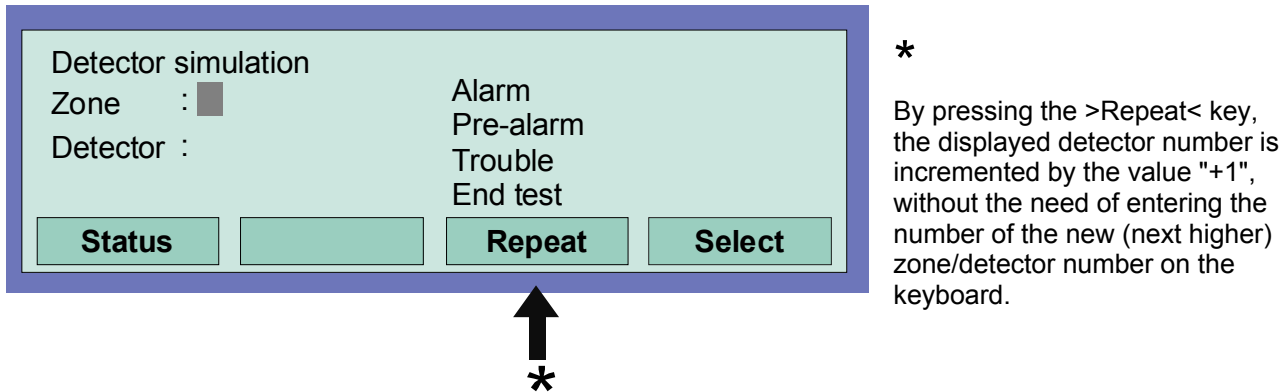 Detector simulation
Zone :
Detector :
Alarm
Pre-alarm
Trouble
End test
Status
Repeat
Select
*
*
By pressing the >Repeat< key,
the displayed detector number is
incremented by the value "+1",
without the need of entering the
number of the new (next higher)
zone/detector number on the
keyboard.